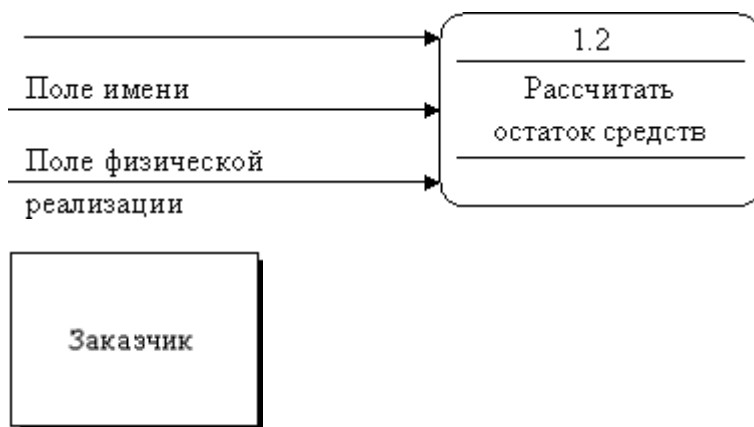 1.2
Поле имени
Рассчитать
остаток средств
Поле физической
реализации
Заказчик